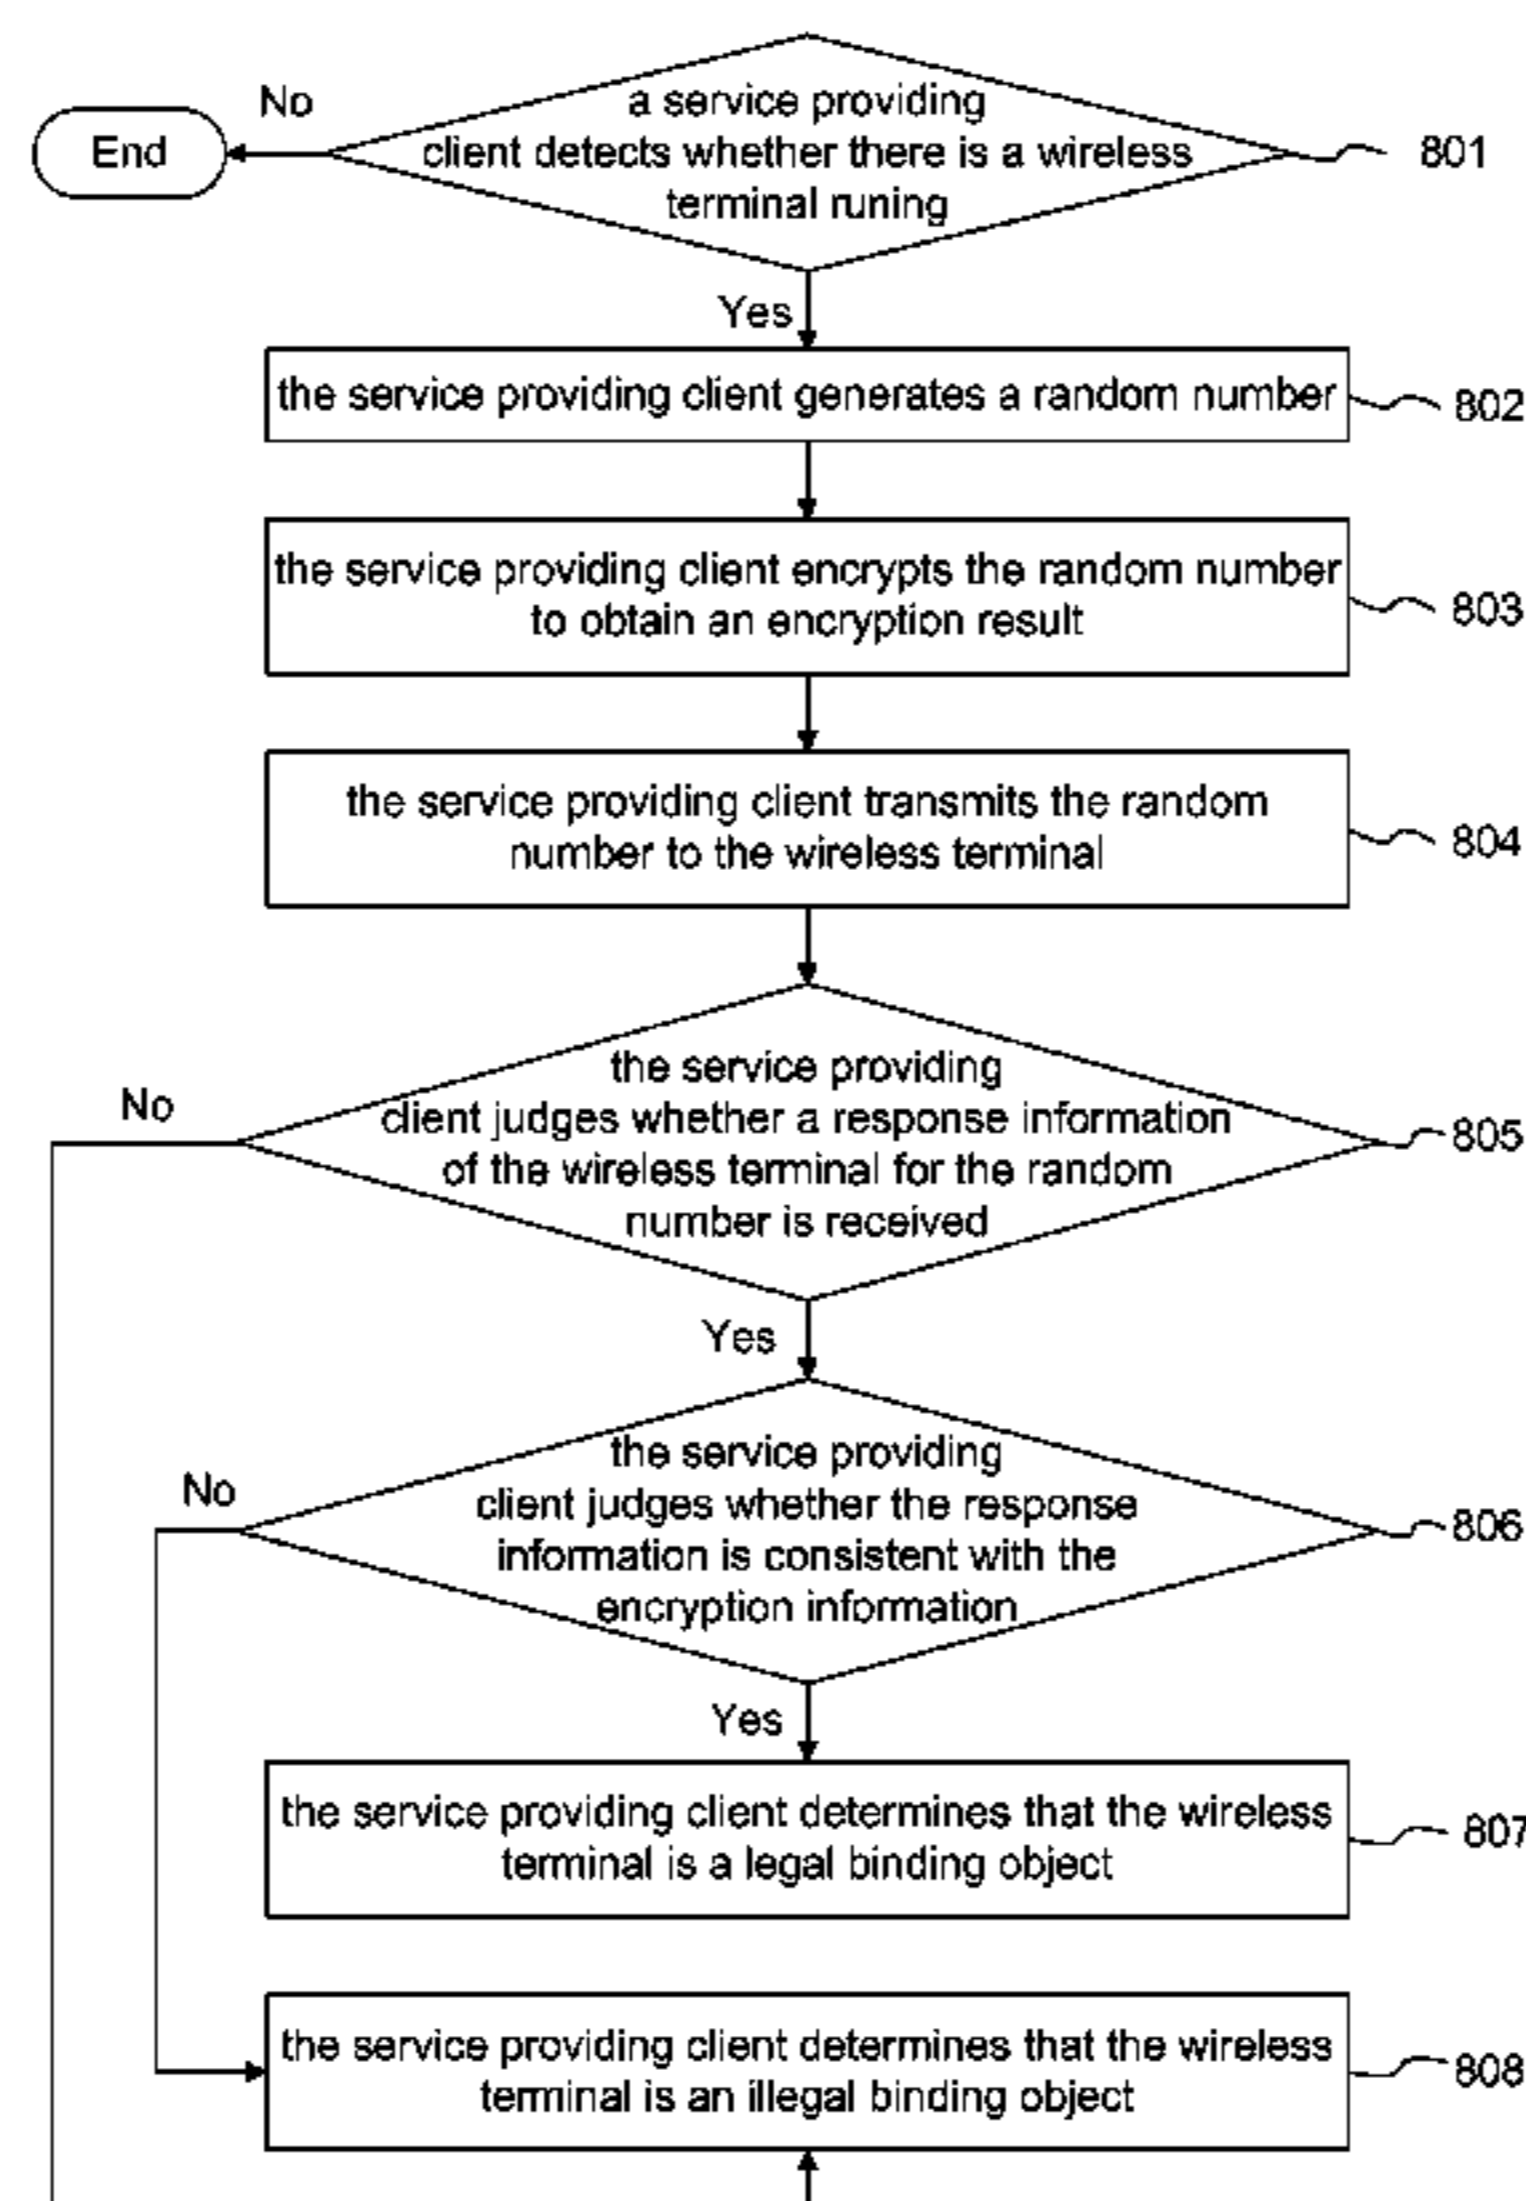 No
End
a service providing
client detects whether there is a wireless
terminal runing
801
Yes
the service providing client generates a random number
802
the service providing client encrypts the random number
to obtain an encryption result
803
the service providing client transmits the random
number to the wireless terminal
804
No
the service providing
client judges whether a response information
of the wireless terminal for the random
number is received
805
Yes
No
the service providing
client judges whether the response
information is consistent with the
encryption information
806
Yes
the service providing client determines that the wireless
terminal is a legal binding object
807
the service providing client determines that the wireless
terminal is an illegal binding object
808